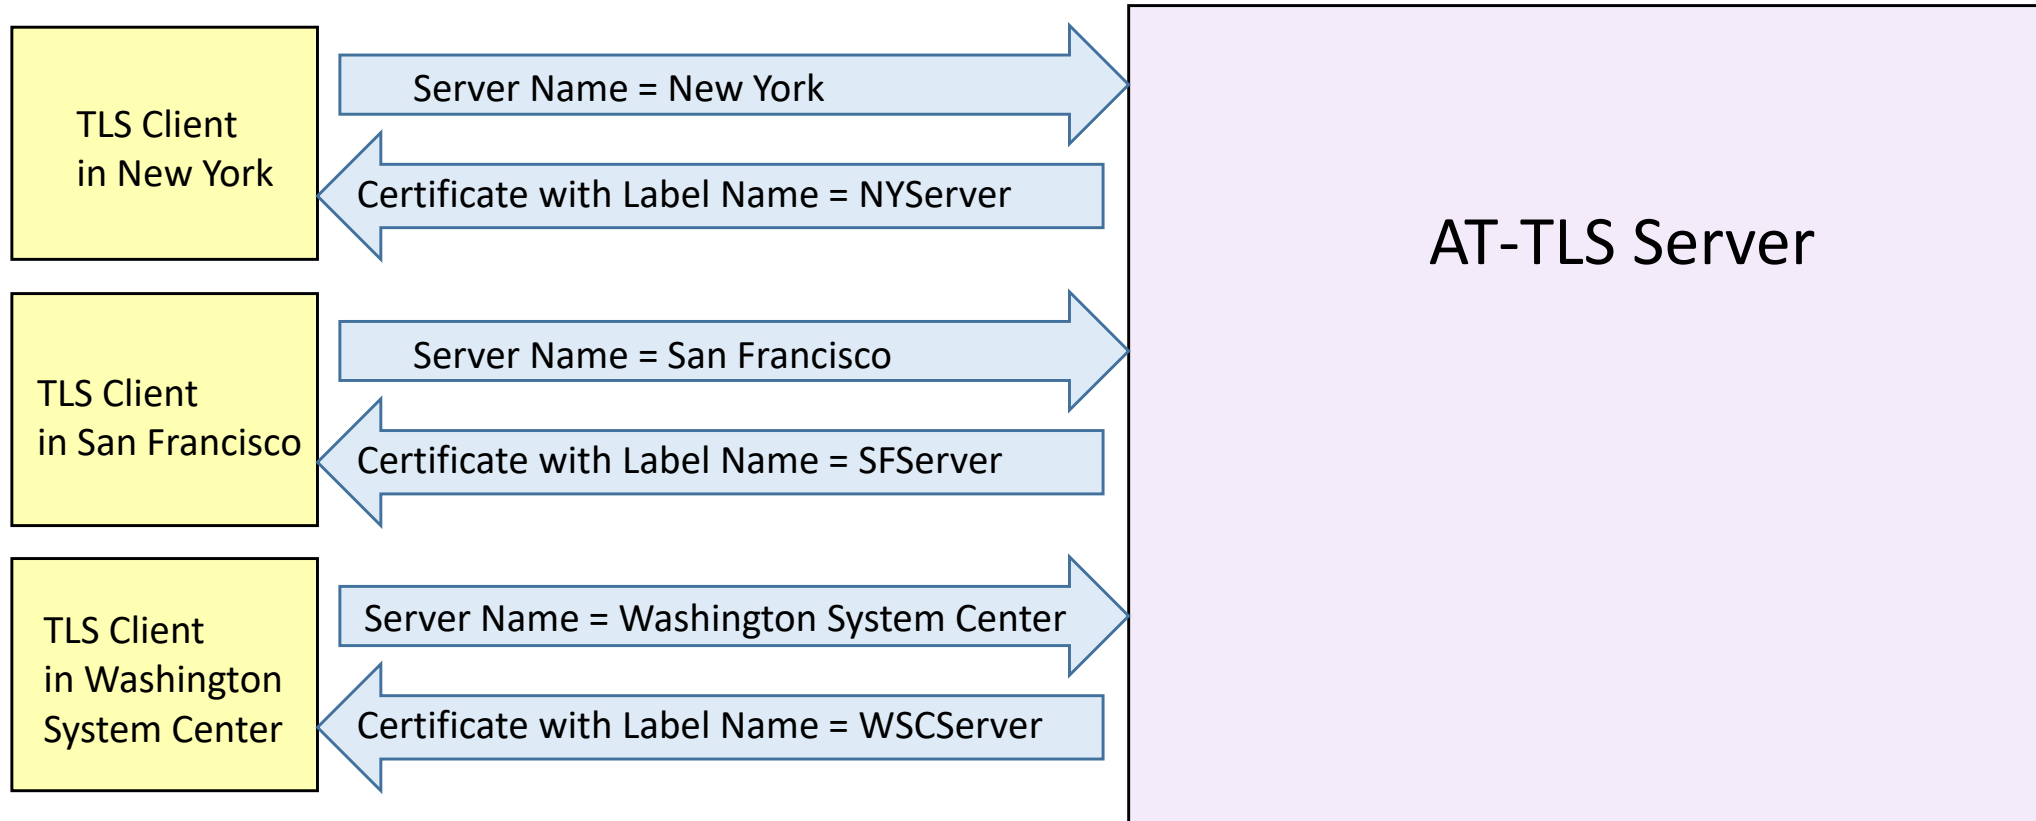 TLS Client
in New York
Server Name = New York
Certificate with Label Name = NYServer
TLS Client
in San Francisco
Server Name = San Francisco
Certificate with Label Name = SFServer
TLS Client
in Washington
System Center
Server Name = Washington System Center
Certificate with Label Name = WSCServer
AT-TLS Server